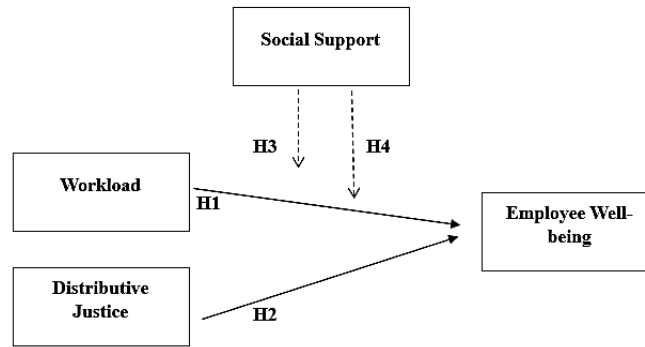 Social Support
H3
H4
Workload
H1
Employee Well-
being
Distributive
Justice
H2